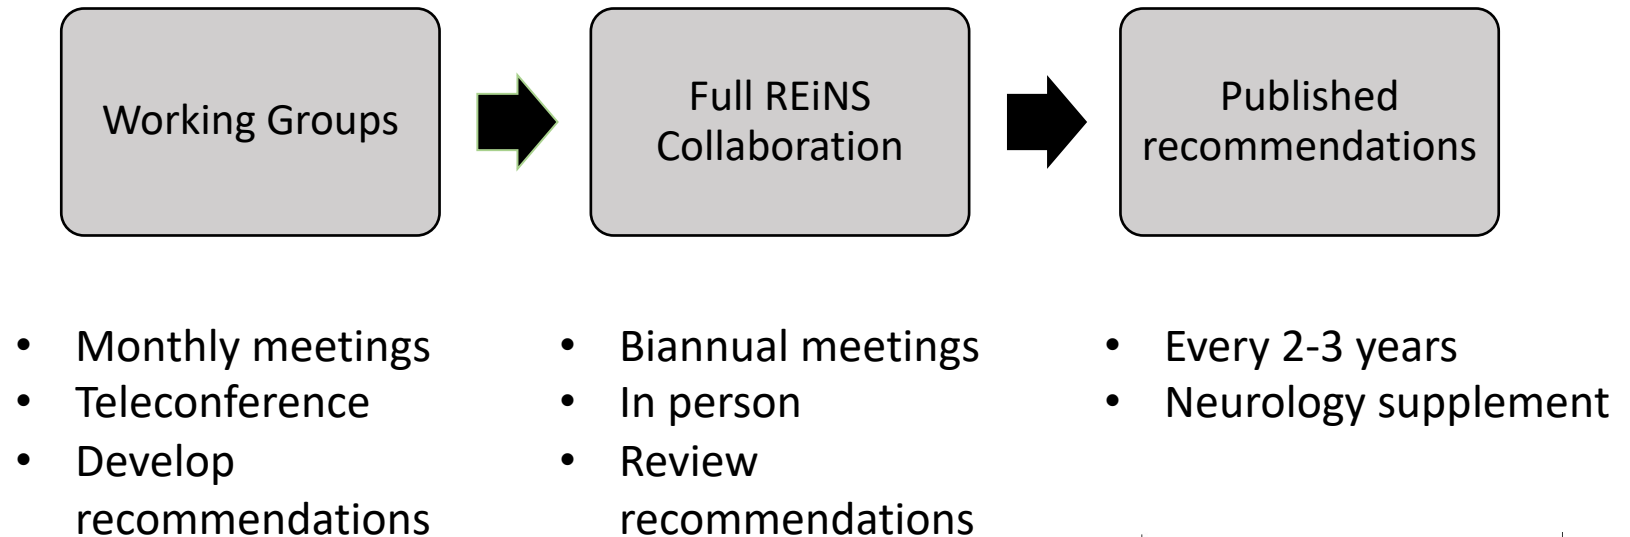 Working Groups
Full REiNS
Collaboration
Published
recommendations
• Monthly meetings
• Teleconference
• Develop
recommendations
• Biannual meetings
• In person
• Review
recommendations
• Every 2-3 years
• Neurology supplement